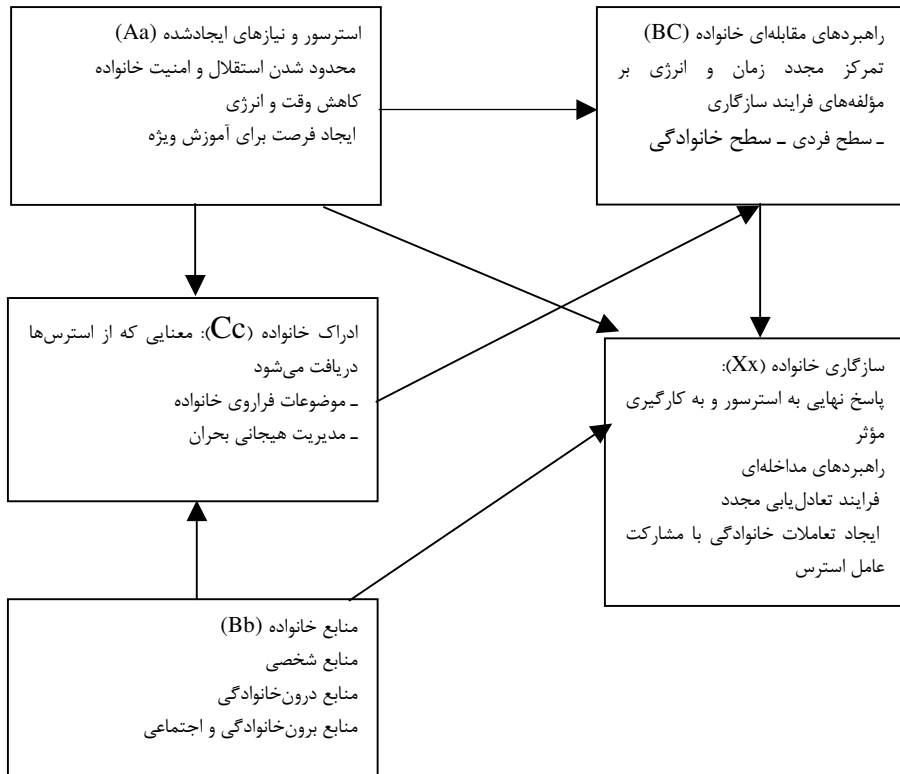 استرسور و نیازهای ایجادشده (Aa)
محدود شدن استقلال و امنیت خانواده
کاهش وقت و انرژی
ایجاد فرصت برای آموزش ویژه
راهبردهای مقابله‌ای خانواده (BC)
تمرکز مجدد زمان و انرژی بر
مؤلفه‌های فرایند سازگاری
ـ سطح فردی ـ سطح خانوادگی
ادراک خانواده (Cc): معنایی که از استرس‌ها
دریافت می‌شود
ـ موضوعات فراروی خانواده
ـ مدیریت هیجانی بحران
سازگاری خانواده (Xx):
پاسخ نهایی به استرسور و به کارگیری
مؤثر
راهبردهای مداخله‌ای
فرایند تعادل‌یابی مجدد
ایجاد تعاملات خانوادگی با مشارکت
عامل استرس
منابع خانواده (Bb)
منابع شخصی
منابع درون‌خانوادگی
منابع برون‌خانوادگی و اجتماعی